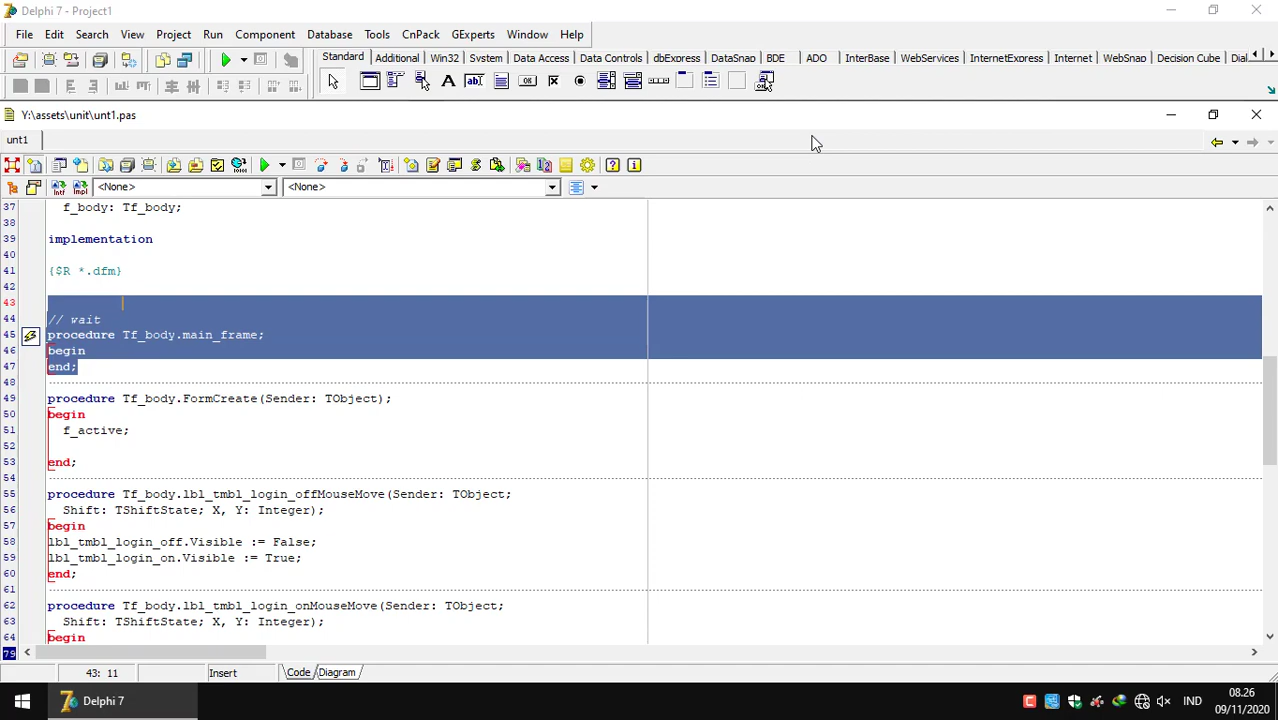 Delphi 7 - Project1
File Edit Search View Project Run Component Database Tools CnPack GExperts Window Help
Standard Additional Win32 System Data Access Data Controls dbExpress DataSnap BDE ADO InterBase WebServices InternetExpress Internet WebSnap Decision Cube Dial
Y:\assets\unit\unt1.pas
unt1
<None> <None>
37 f_body: Tf_body;
38
39 implementation
40
41 {$R *.dfm}
42
43
44 // wait
45 procedure Tf_body.main_frame;
46 begin
47 end;
48
49 procedure Tf_body.FormCreate(Sender: TObject);
50 begin
51 f_active;
52
53 end;
54
55 procedure Tf_body.lbl_tmbl_login_offMouseMove(Sender: TObject;
56 Shift: TShiftState; X, Y: Integer);
57 begin
58 lbl_tmbl_login_off.Visible := False;
59 lbl_tmbl_login_on.Visible := True;
60 end;
61
62 procedure Tf_body.lbl_tmbl_login_onMouseMove(Sender: TObject;
63 Shift: TShiftState; X, Y: Integer);
64 begin
79
43: 11 Insert Code Diagram
Delphi 7 IND 08.26
09/11/2020